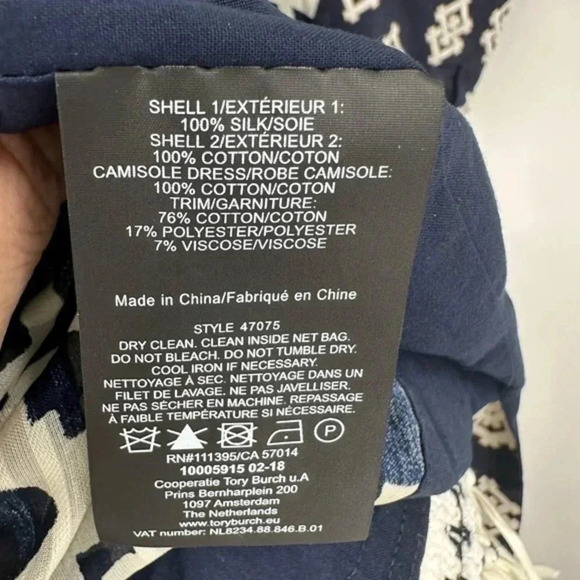 SHELL 1/EXTÉRIEUR 1:
100% SILK/SOIE
SHELL 2/EXTÉRIEUR 2:
100% COTTON/COTON
CAMISOLE DRESS/ROBE CAMISOLE:
100% COTTON/COTON
TRIM/GARNITURE:
76% COTTON/COTON
17% POLYESTER/POLYESTER
7% VISCOSE/VISCOSE
Made in China/Fabriqué en Chine
STYLE 47075
DRY CLEAN. CLEAN INSIDE NET BAG.
DO NOT BLEACH. DO NOT TUMBLE DRY.
COOL IRON IF NECESSARY.
NETTOYAGE À SEC. NETTOYAGE DANS UN
FILET DE LAVAGE. NE PAS JAVELLISER.
NE PAS SÉCHER EN MACHINE. REPASSAGE
À FAIBLE TEMPÉRATURE SI NÉCESSAIRE.
P
RN#111395/CA 57014
10005915 02-18
Cooperatie Tory Burch u.A
Prins Bernharplein 200
1097 Amsterdam
The Netherlands
www.toryburch.eu
VAT number: NL8234.88.846.B.01